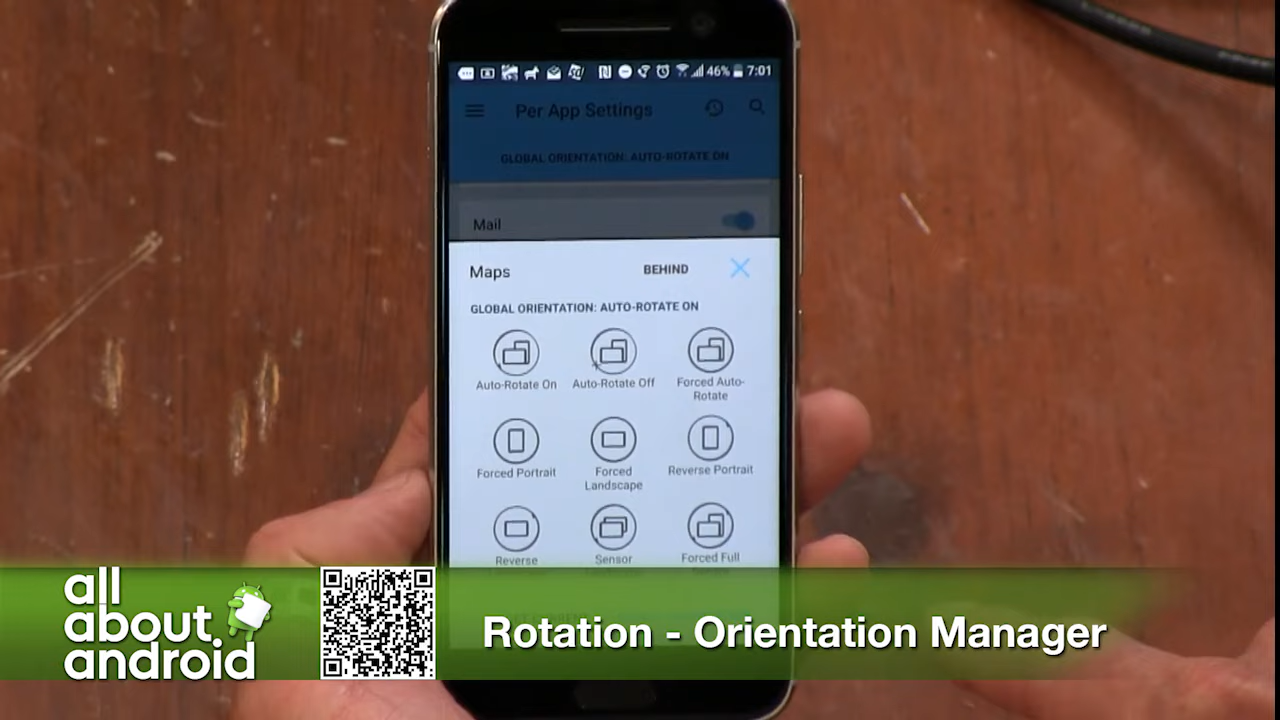 46% 7:01
Per App Settings
GLOBAL ORIENTATION: AUTO-ROTATE ON
Mail
Maps BEHIND
GLOBAL ORIENTATION: AUTO-ROTATE ON
Auto-Rotate On Auto-Rotate Off Forced Auto-
Rotate
Forced Portrait Forced Reverse Portrait
Landscape
Reverse Sensor Forced Full
all
about
android
Rotation - Orientation Manager